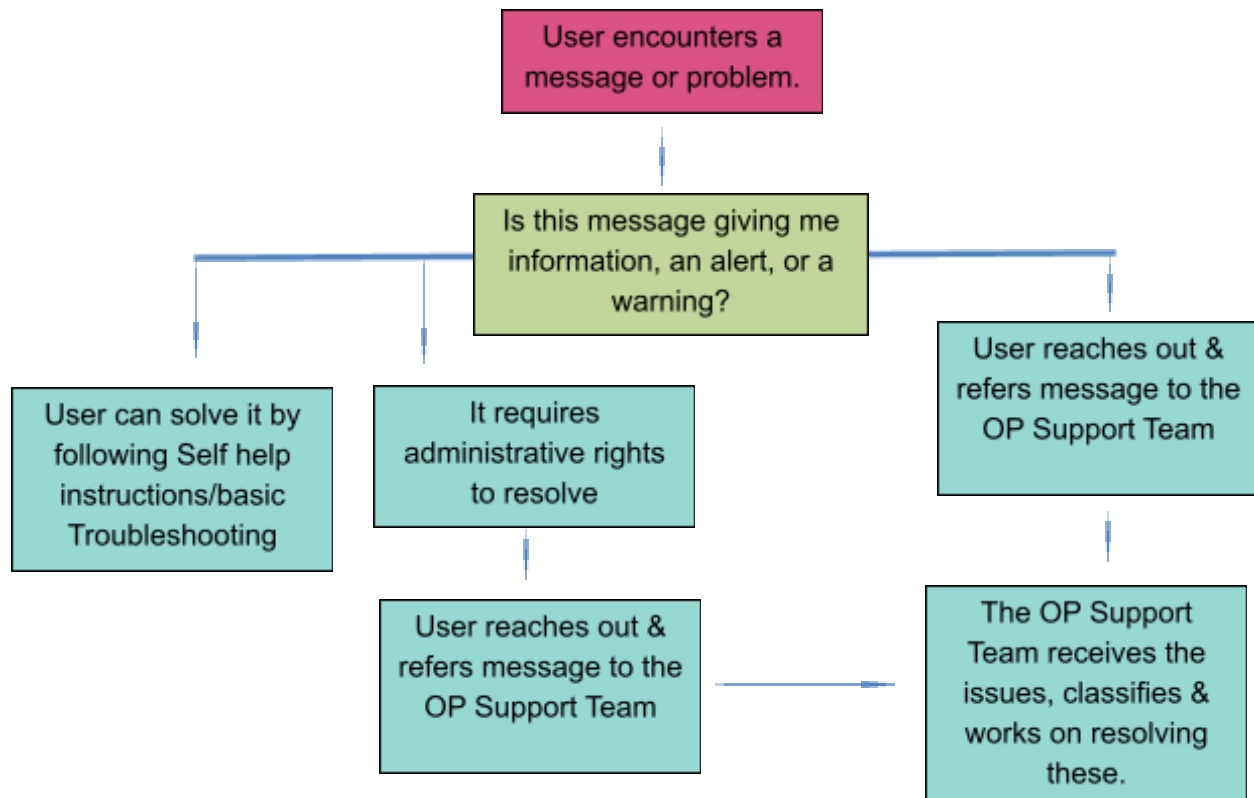 User encounters a
message or problem.
Is this message giving me
information, an alert, or a
warning?
User can solve it by
following Self help
instructions/basic
Troubleshooting
It requires
administrative rights
to resolve
User reaches out &
refers message to the
OP Support Team
User reaches out &
refers message to the
OP Support Team
The OP Support
Team receives the
issues, classifies &
works on resolving
these.